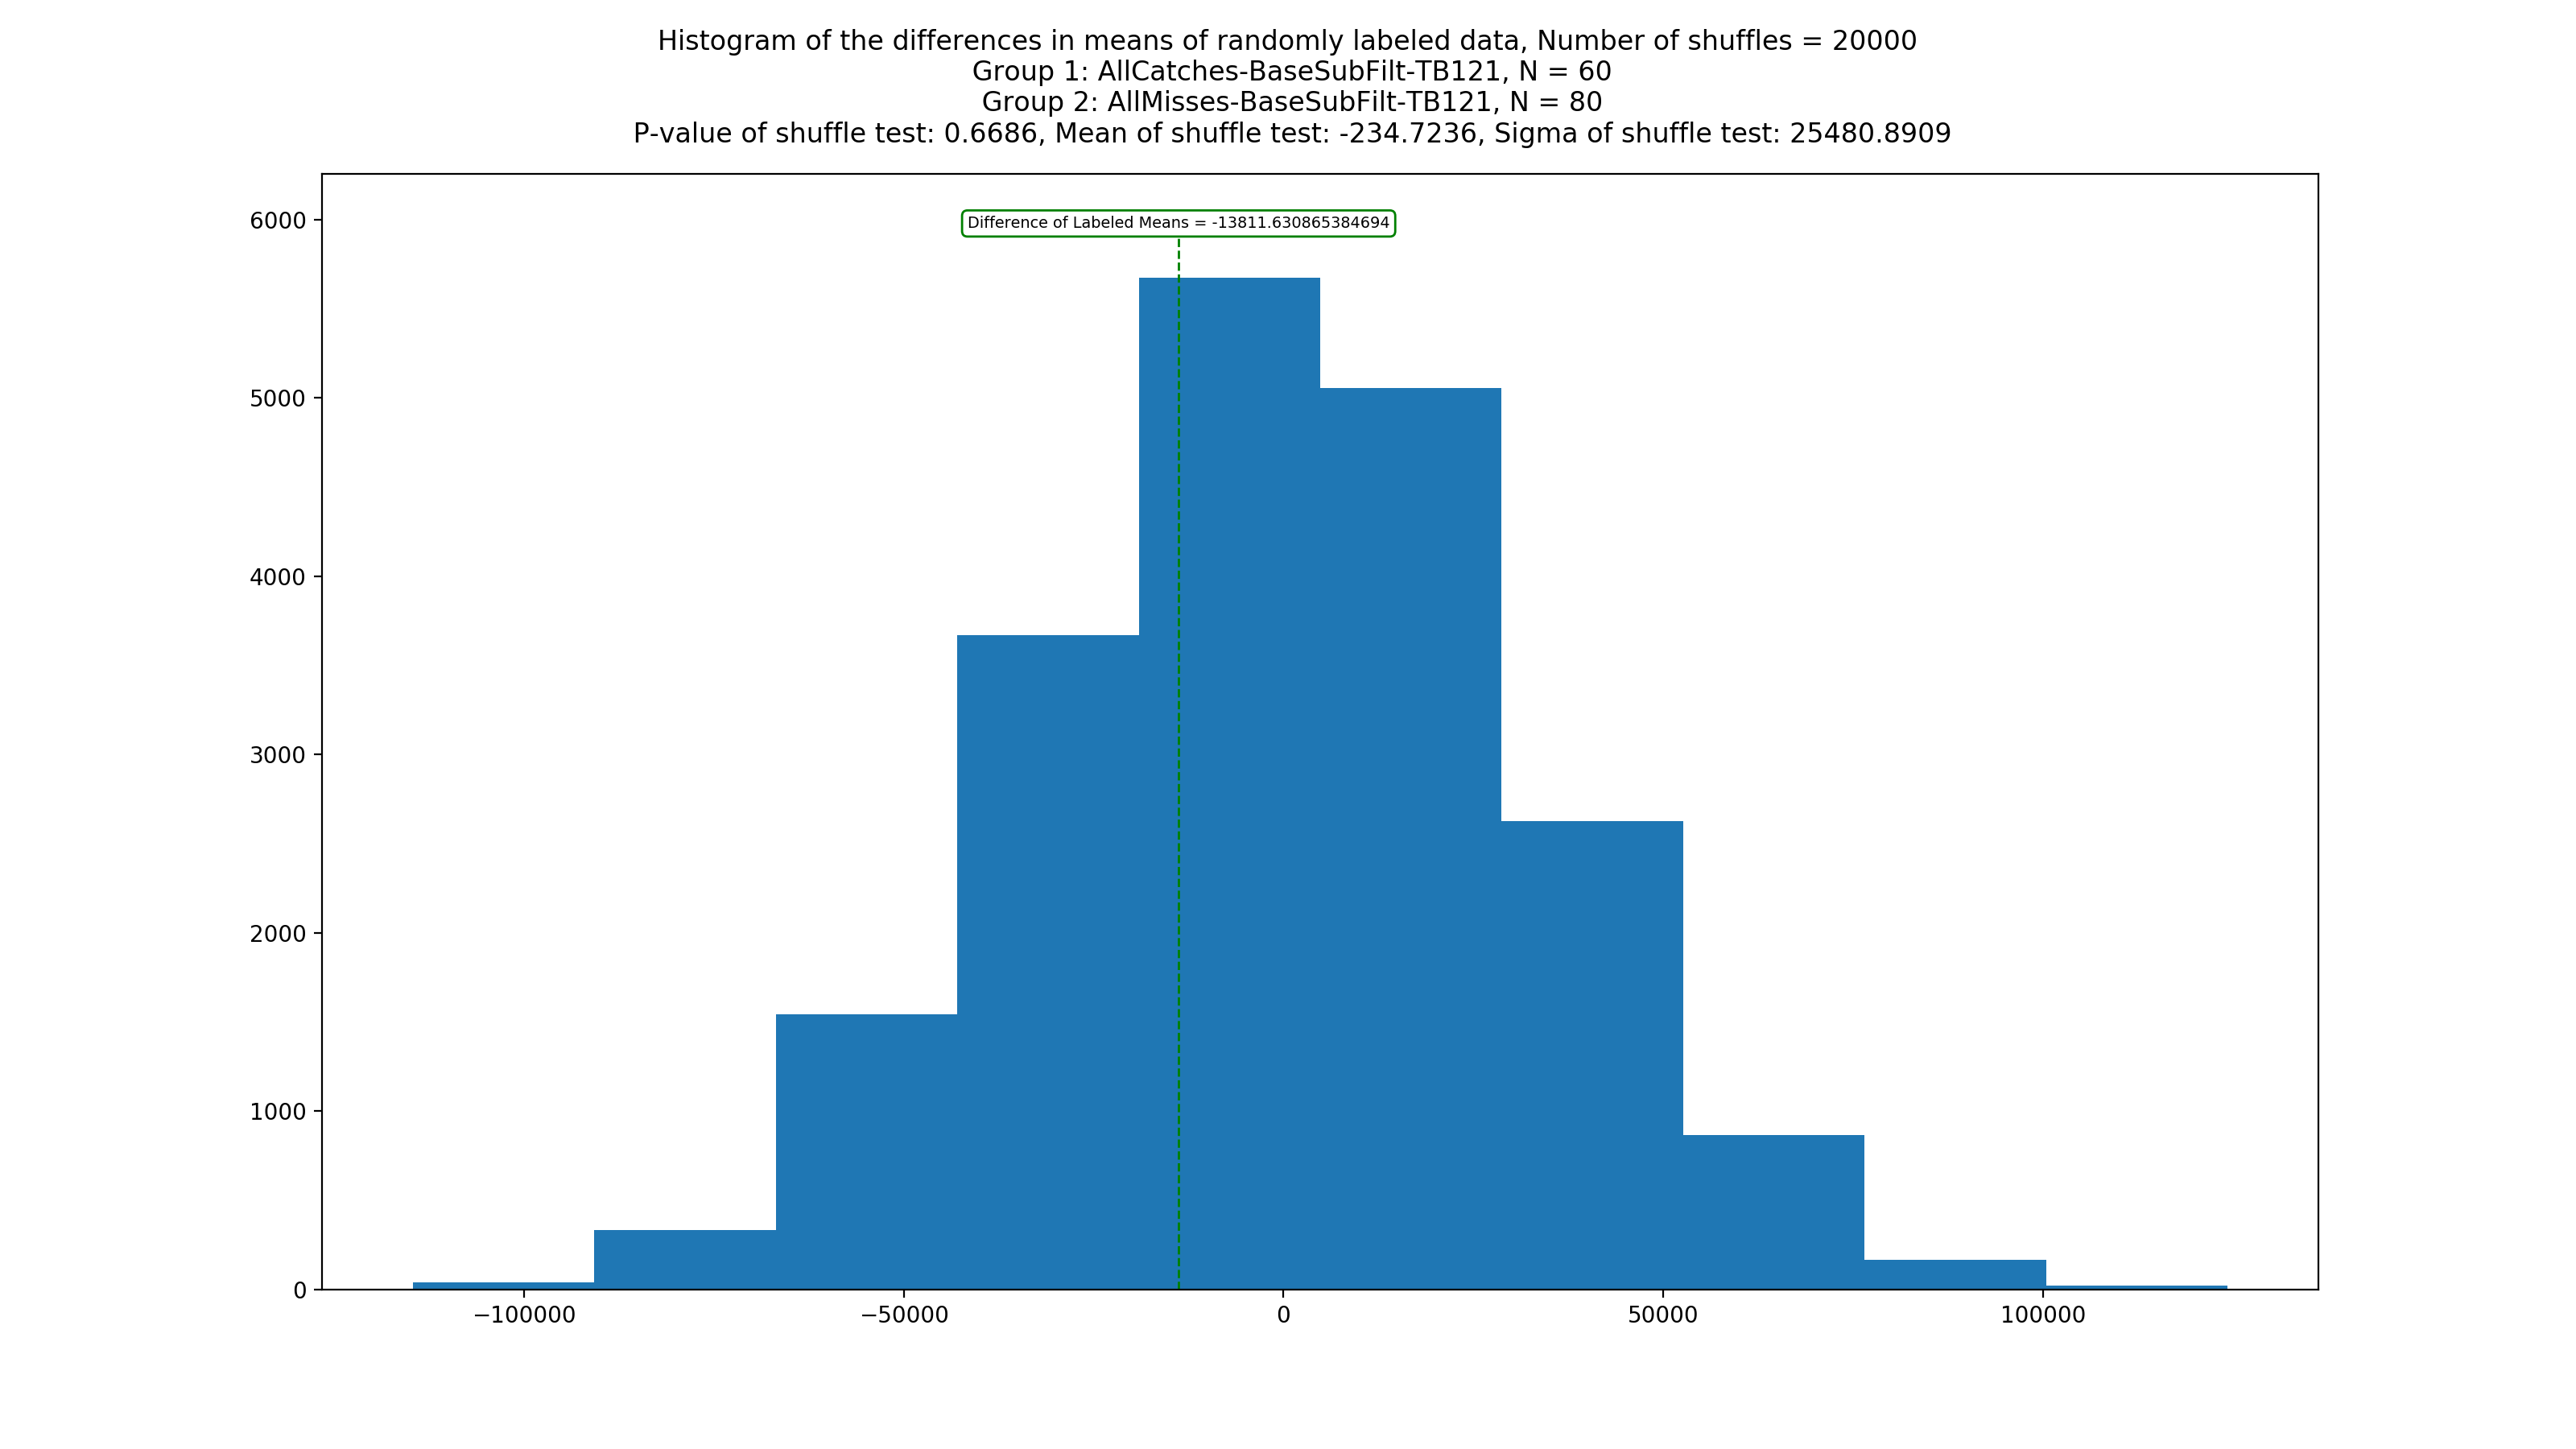 Histogram of the differences in means of randomly labeled data, Number of shuffles = 20000
Group 1: AllCatches-BaseSubFilt-TB121, N = 60
Group 2: AllMisses-BaseSubFilt-TB121, N = 80
P-value of shuffle test: 0.6686, Mean of shuffle test: -234.7236, Sigma of shuffle test: 25480.8909
Difference of Labeled Means = -13811.630865384694
6000
5000
4000
3000
2000
1000
0
−100000 −50000 0 50000 100000